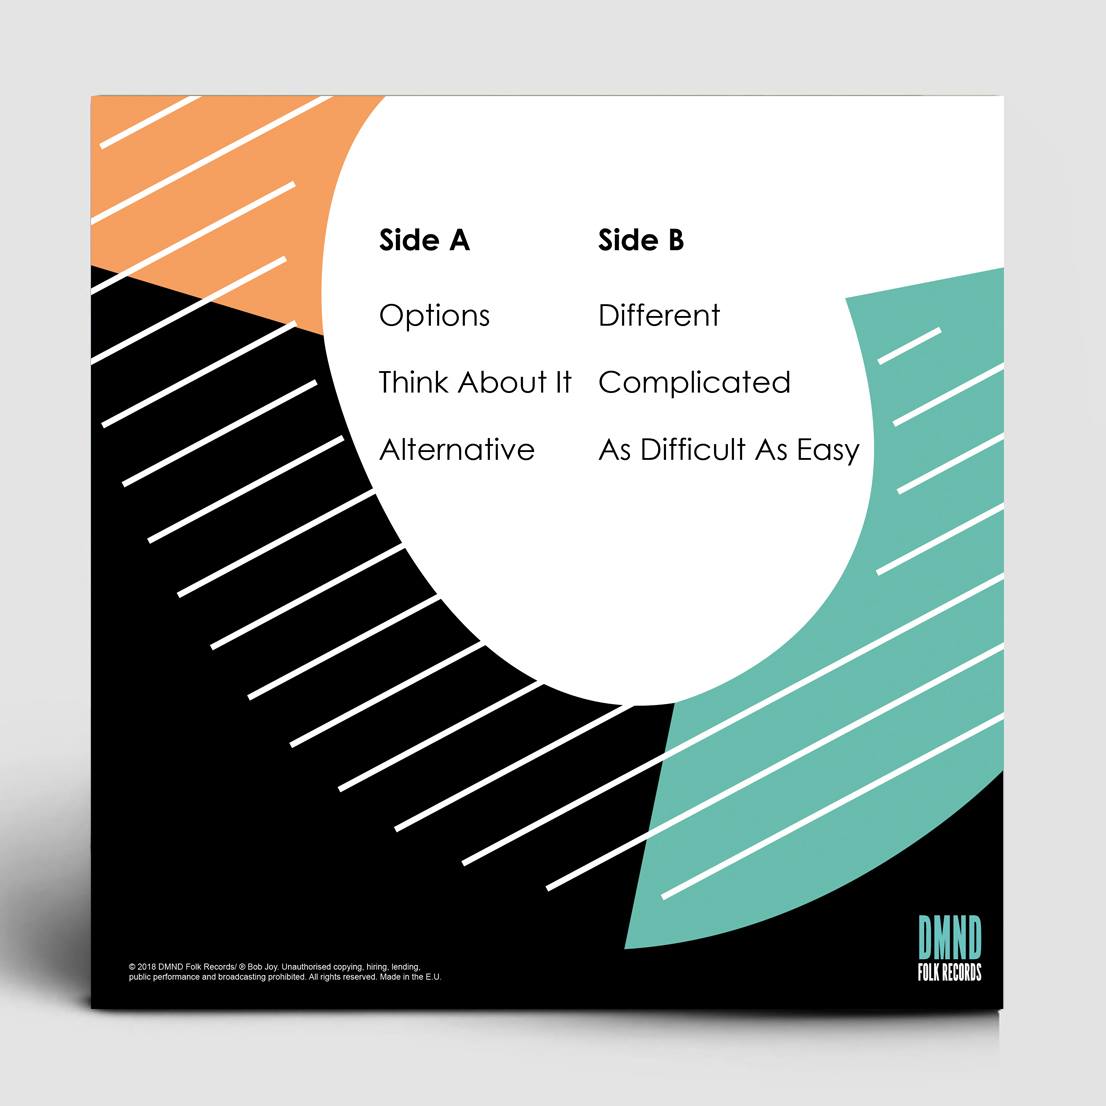 Side A
Options
Think About It
Alternative
Side B
Different
Complicated
As Difficult As Easy
© 2018 DMND Folk Records/ ® Bob Joy. Unauthorised copying, hiring, lending,
public performance and broadcasting prohibited. All rights reserved. Made in the E.U.
DMND
FOLK RECORDS